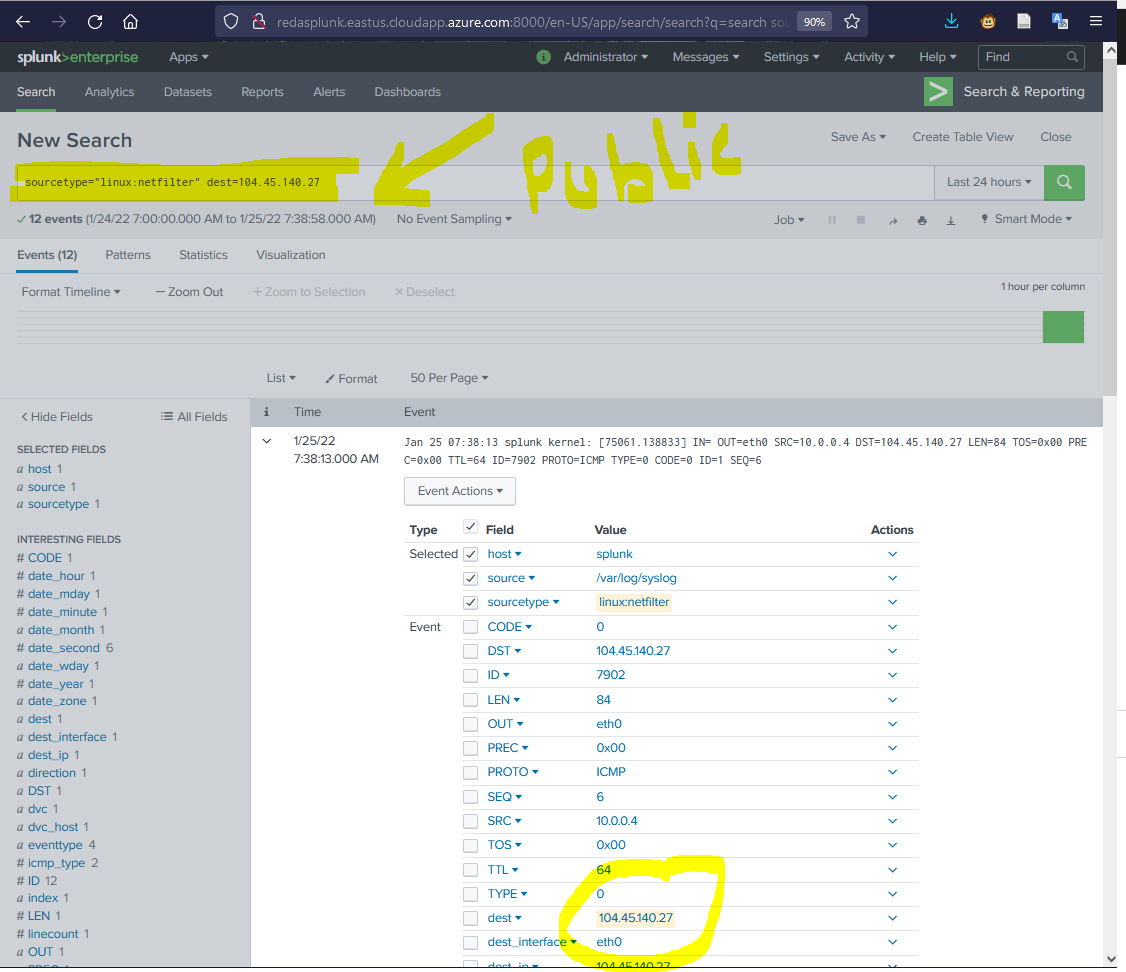 redasplunk.eastus.cloudapp.azure.com:8000/en-US/app/search/search?q=search sou 90%
splunk>enterprise Apps i Administrator Messages Settings Activity Help Find
Search Analytics Datasets Reports Alerts Dashboards > Search & Reporting
New Search Save As Create Table View Close
Public
sourcetype="linux:netfilter" dest=104.45.140.27 Last 24 hours
12 events (1/24/22 7:00:00.000 AM to 1/25/22 7:38:58.000 AM) No Event Sampling Job Smart Mode
Events (12) Patterns Statistics Visualization
Format Timeline — Zoom Out + Zoom to Selection × Deselect 1 hour per column
List Format 50 Per Page
< Hide Fields All Fields
i Time Event
SELECTED FIELDS
a host 1
a source 1
a sourcetype 1
INTERESTING FIELDS
# CODE 1
# date_hour 1
# date_mday 1
# date_minute 1
a date_month 1
# date_second 6
a date_wday 1
# date_year 1
a date_zone 1
a dest 1
a dest_interface 1
a dest_ip 1
a direction 1
a DST 1
a dvc 1
a dvc_host 1
a eventtype 4
# icmp_type 2
# ID 12
a index 1
# LEN 1
# linecount 1
a OUT 1
1/25/22
7:38:13.000 AM
Jan 25 07:38:13 splunk kernel: [75061.138833] IN= OUT=eth0 SRC=10.0.0.4 DST=104.45.140.27 LEN=84 TOS=0x00 PRE
C=0x00 TTL=64 ID=7902 PROTO=ICMP TYPE=0 CODE=0 ID=1 SEQ=6
Event Actions
Type Field Value Actions
Selected host splunk
source /var/log/syslog
sourcetype linux:netfilter
Event CODE 0
DST 104.45.140.27
ID 7902
LEN 84
OUT eth0
PREC 0x00
PROTO ICMP
SEQ 6
SRC 10.0.0.4
TOS 0x00
TTL 64
TYPE 0
dest 104.45.140.27
dest_interface eth0
dest_ip 104.45.140.27